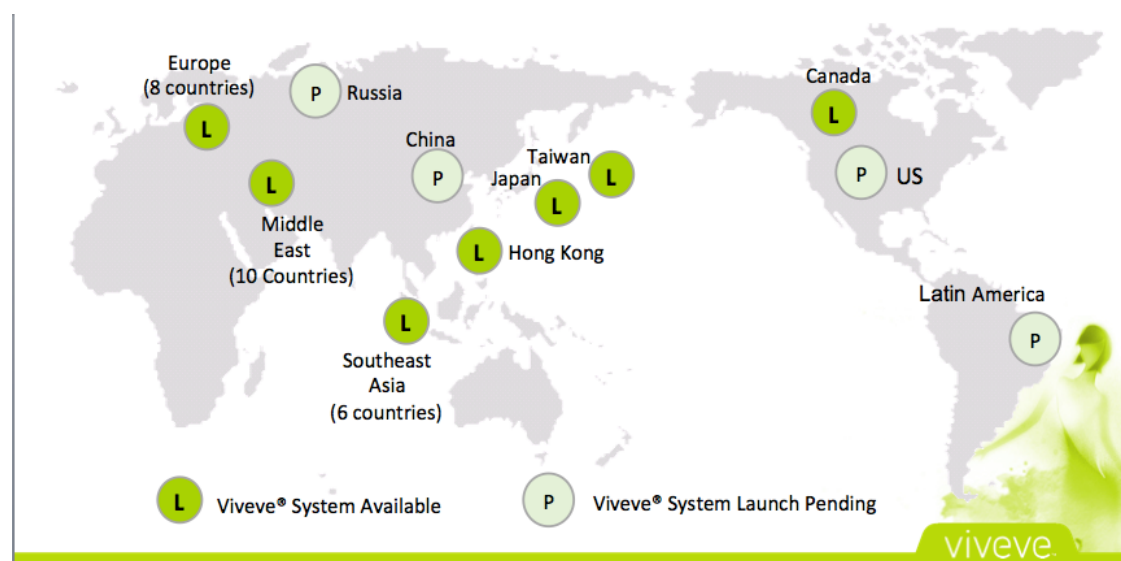 Europe
(8 countries)
L
P
Russia
Canada
L
China
P
Taiwan
L
Japan
L
P
US
L
Middle
East
(10 Countries)
L
Hong Kong
Latin America
P
L
Southeast
Asia
(6 countries)
L
Viveve® System Available
P
Viveve® System Launch Pending
viveve